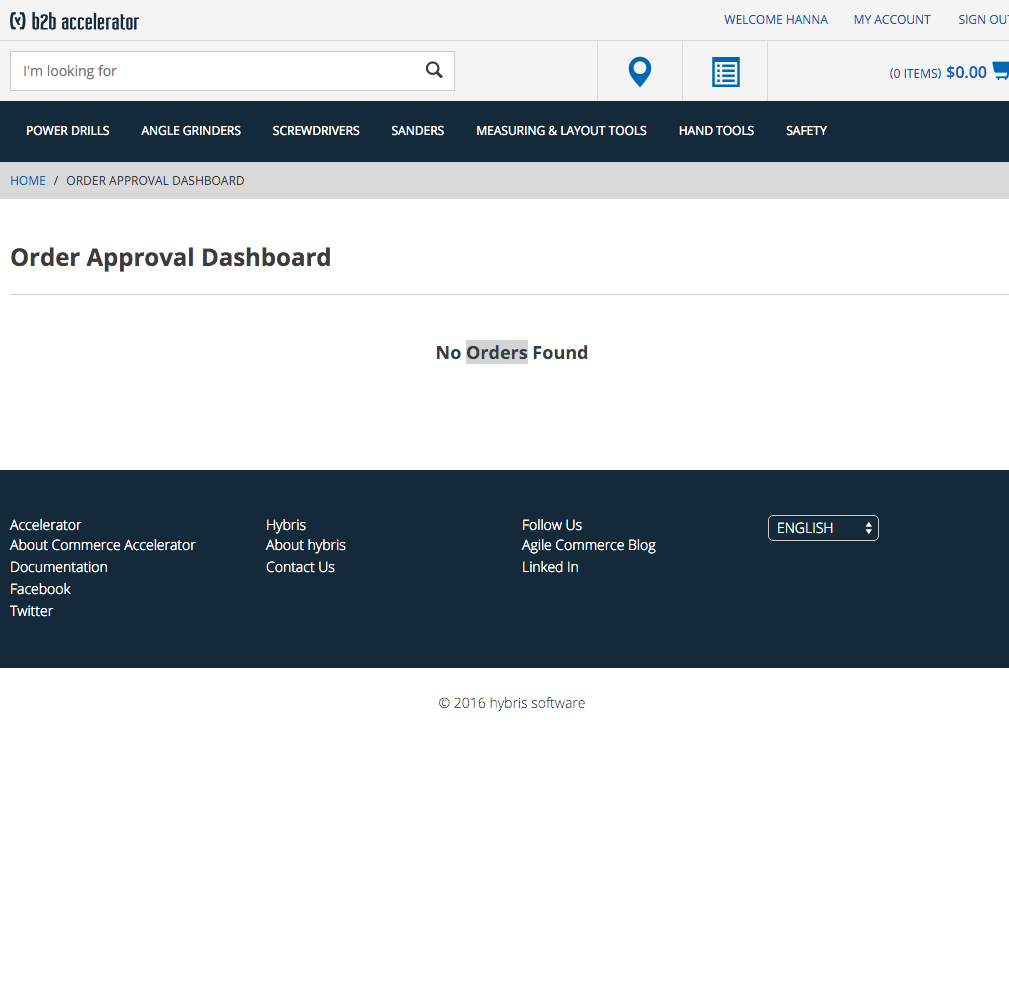 b2b accelerator
WELCOME HANNA MY ACCOUNT SIGN OUT
I'm looking for
(0 ITEMS) $0.00
POWER DRILLS ANGLE GRINDERS SCREWDRIVERS SANDERS MEASURING & LAYOUT TOOLS HAND TOOLS SAFETY
HOME / ORDER APPROVAL DASHBOARD
Order Approval Dashboard
No Orders Found
Accelerator
About Commerce Accelerator
Documentation
Facebook
Twitter
Hybris
About hybris
Contact Us
Follow Us
Agile Commerce Blog
Linked In
ENGLISH
© 2016 hybris software